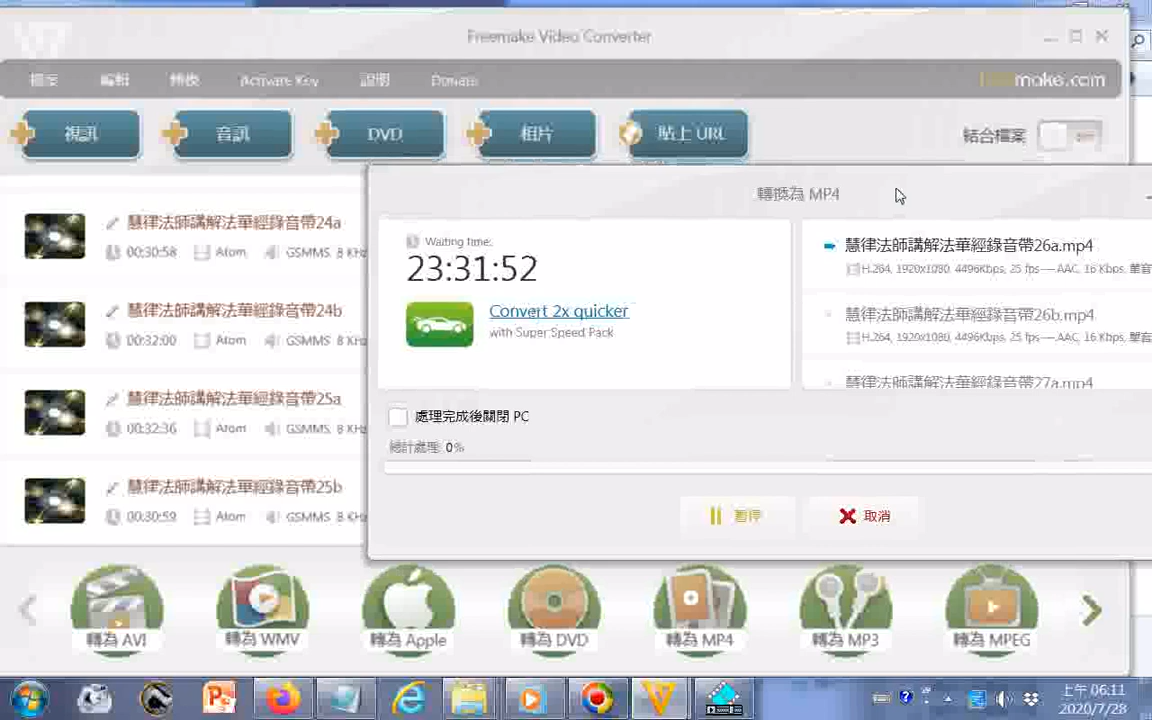 Freemake Video Converter
檔案 編輯 轉換 Activate Key 說明 Donate
make.com
視訊 音訊 DVD 相片 貼上 URL
結合檔案
轉換為 MP4
慧律法師講解法華經錄音帶24a
00:30:58 Atom GSMMS, 8 KHz
慧律法師講解法華經錄音帶24b
00:32:00 Atom GSMMS, 8 KHz
慧律法師講解法華經錄音帶25a
00:32:36 Atom GSMMS, 8 KHz
慧律法師講解法華經錄音帶25b
00:30:59 Atom GSMMS, 8 KHz
Waiting time:
23:31:52
Convert 2x quicker
with Super Speed Pack
慧律法師講解法華經錄音帶26a.mp4
H.264, 1920x1080, 4496Kbps, 25 fps — AAC, 16 Kbps, 單音
慧律法師講解法華經錄音帶26b.mp4
H.264, 1920x1080, 4496Kbps, 25 fps — AAC, 16 Kbps, 單音
慧律法師講解法華經錄音帶27a.mp4
處理完成後關閉 PC
總計處理: 0%
暫停 取消
轉為 AVI 轉為 WMV 轉為 Apple 轉為 DVD 轉為 MP4 轉為 MP3 轉為 MPEG
上午 06:11
2020/7/28